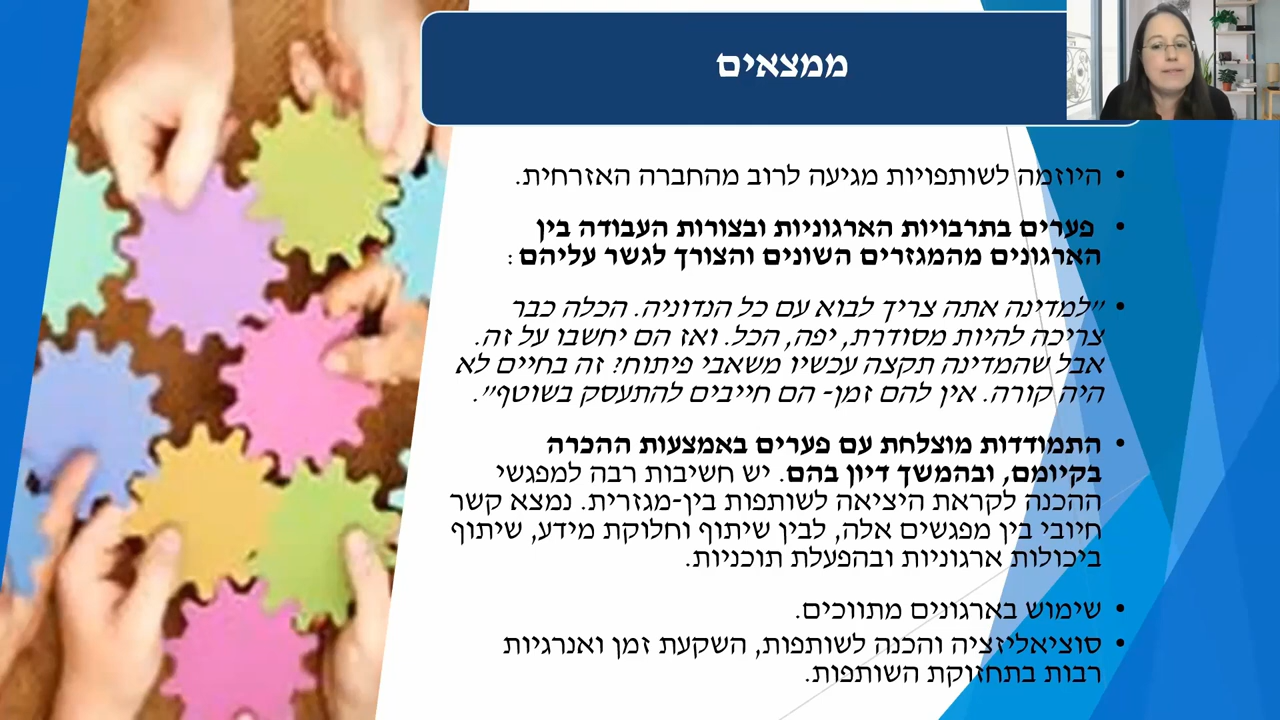 ממצאים
• היוזמה לשותפויות מגיעה לרוב מהחברה האזרחית.
• פערים בתרבויות הארגוניות ובצורות העבודה בין
הארגונים מהמגזרים השונים והצורך לגשר עליהם :
• "למדינה אתה צריך לבוא עם כל הנדוניה. הכלה כבר
צריכה להיות מסודרת, יפה, הכל. ואז הם יחשבו על זה.
אבל שהמדינה תקצה עכשיו משאבי פיתוח? זה בחיים לא
היה קורה. אין להם זמן- הם חייבים להתעסק בשוטף".
• התמודדות מוצלחת עם פערים באמצעות ההכרה
בקיומם, ובהמשך דיון בהם. יש חשיבות רבה למפגשי
ההכנה לקראת היציאה לשותפות בין-מגזרית. נמצא קשר
חיובי בין מפגשים אלה, לבין שיתוף וחלוקת מידע, שיתוף
ביכולות ארגוניות ובהפעלת תוכניות.
• שימוש בארגונים מתווכים.
• סוציאליזציה והכנה לשותפות, השקעת זמן ואנרגיות
רבות בתחזוקת השותפות.